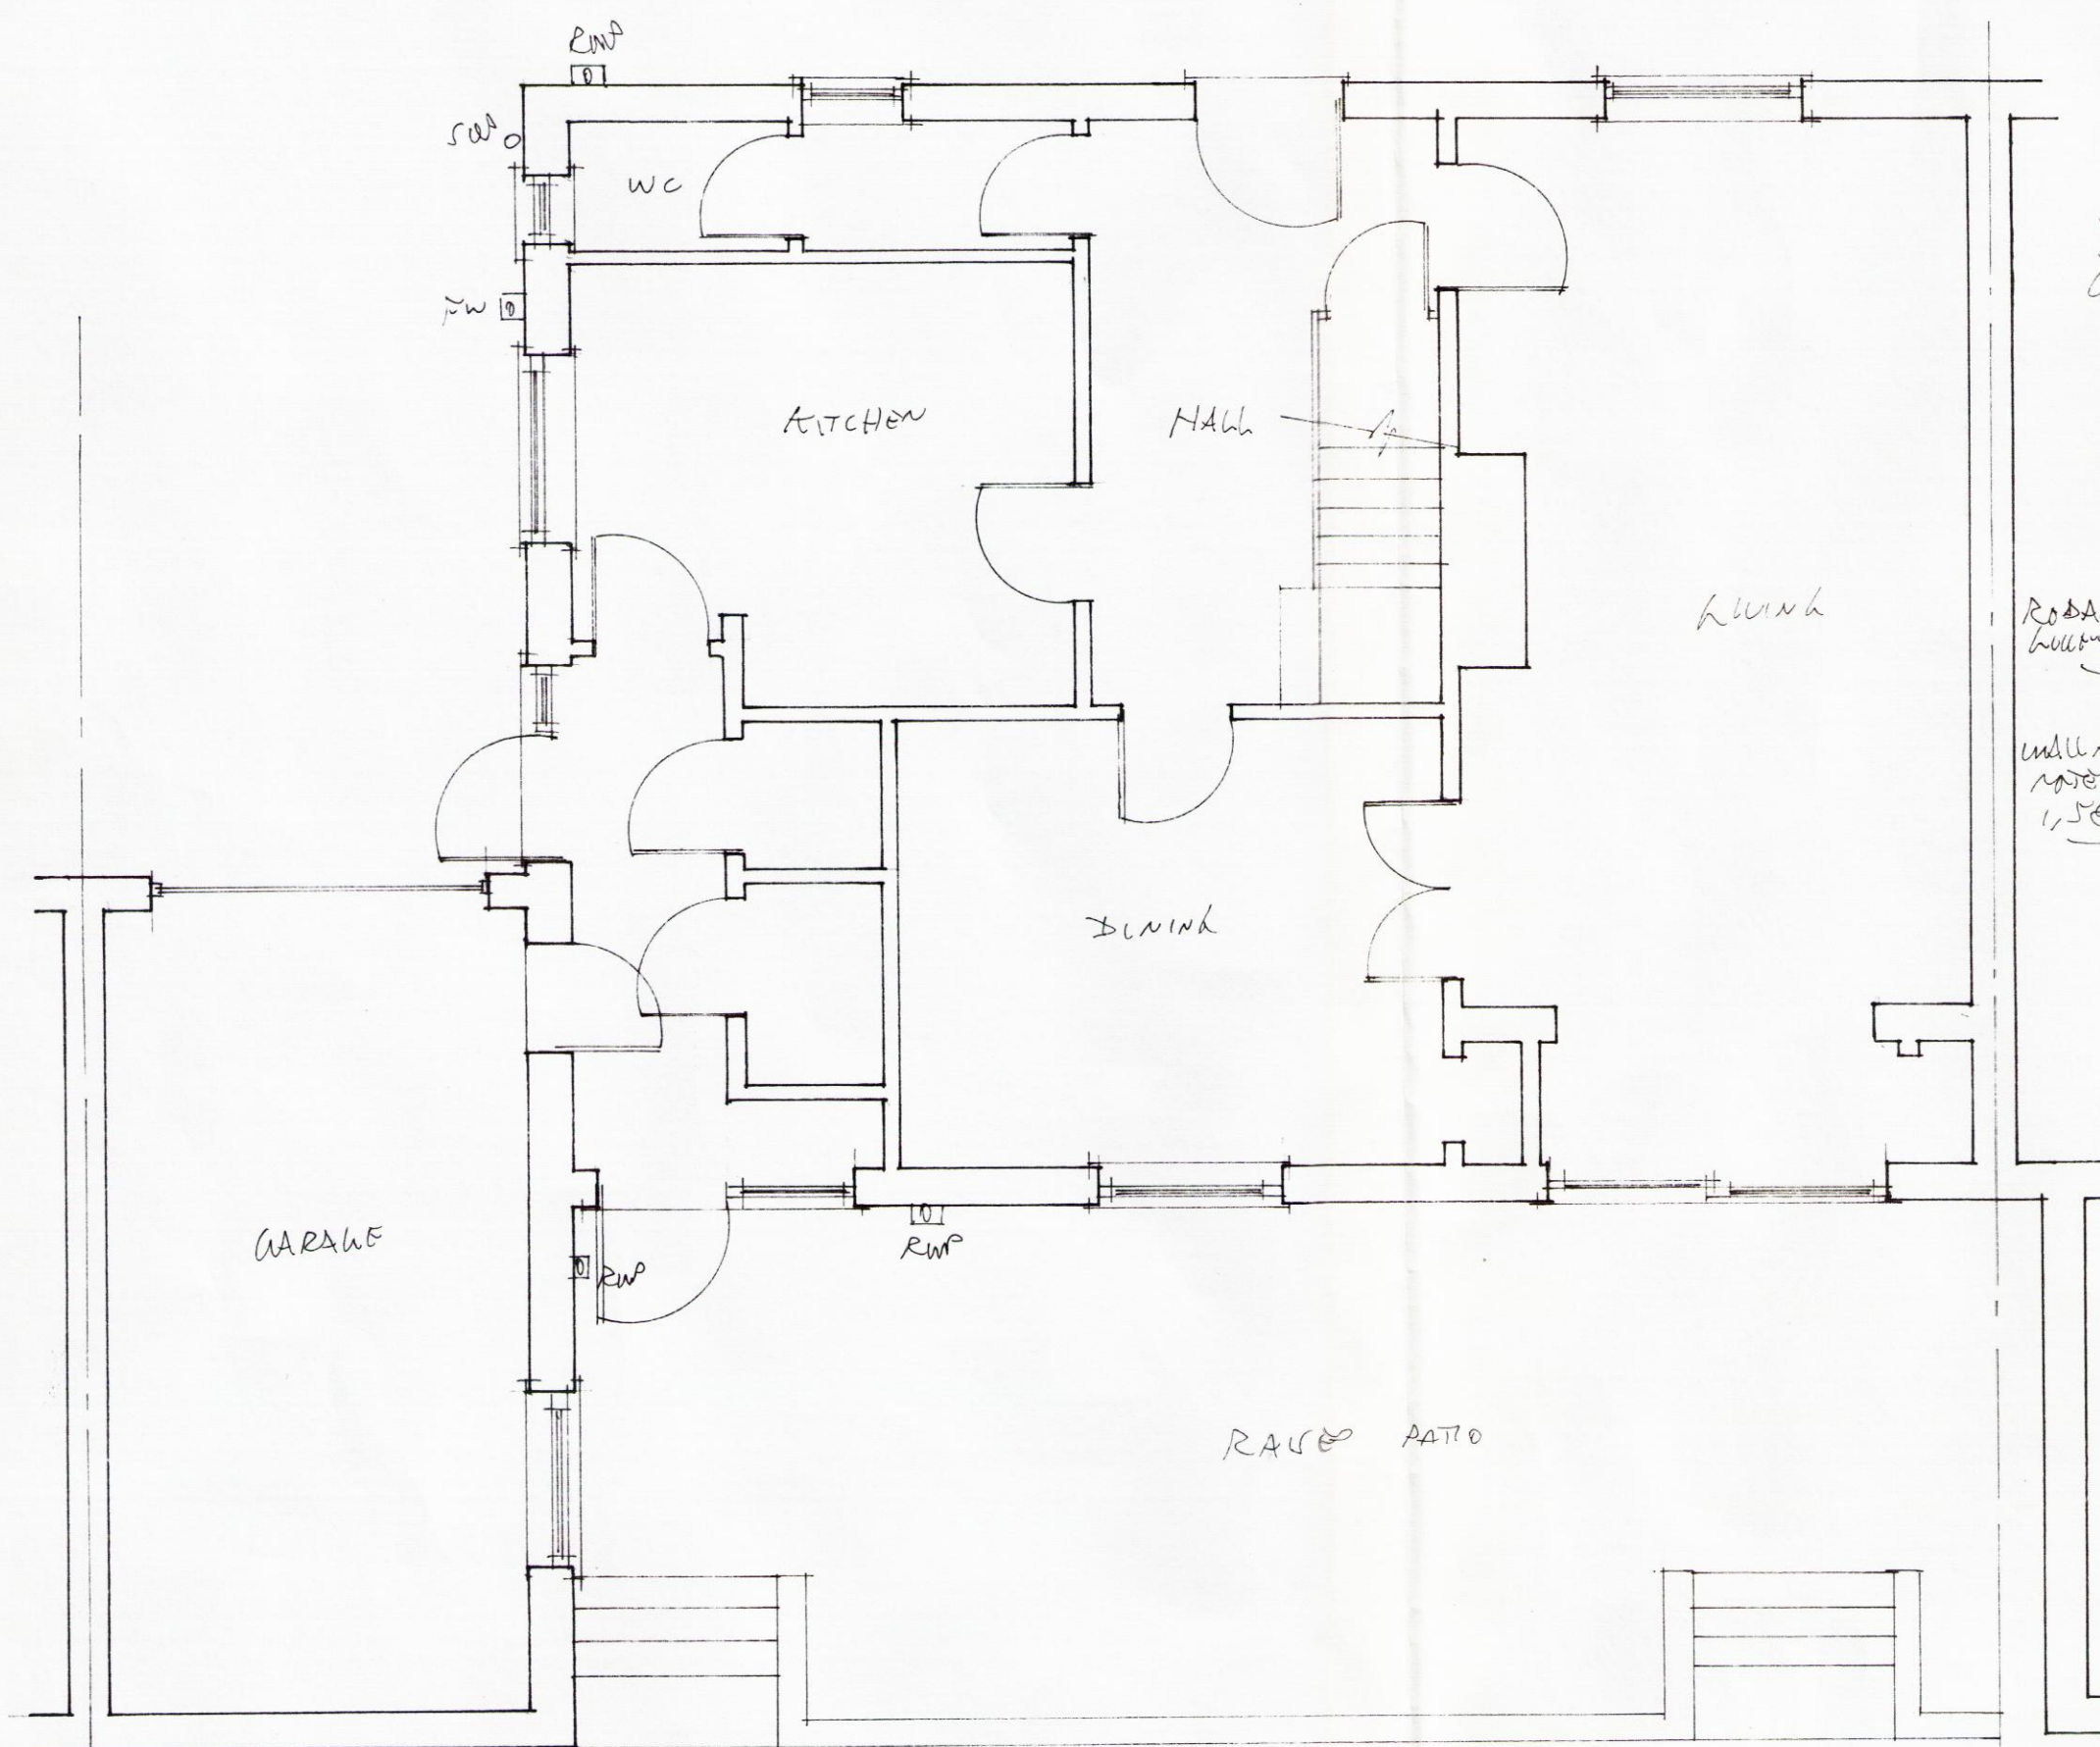 RWP
SVP
WC
FW
KITCHEN
HALL
LIVING
DINING
GARAGE
RWP
RWP
RAISED PATIO